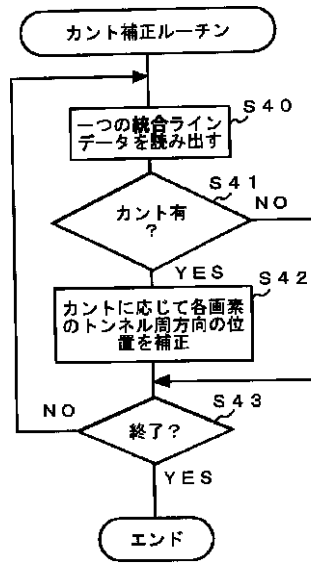 カント補正ルーチン
S40
一つの統合ライン
データを読み出す
S41
カント有
?
NO
YES
S42
カントに応じて各画素
のトンネル周方向の位
置を補正
NO
S43
終了?
YES
エンド